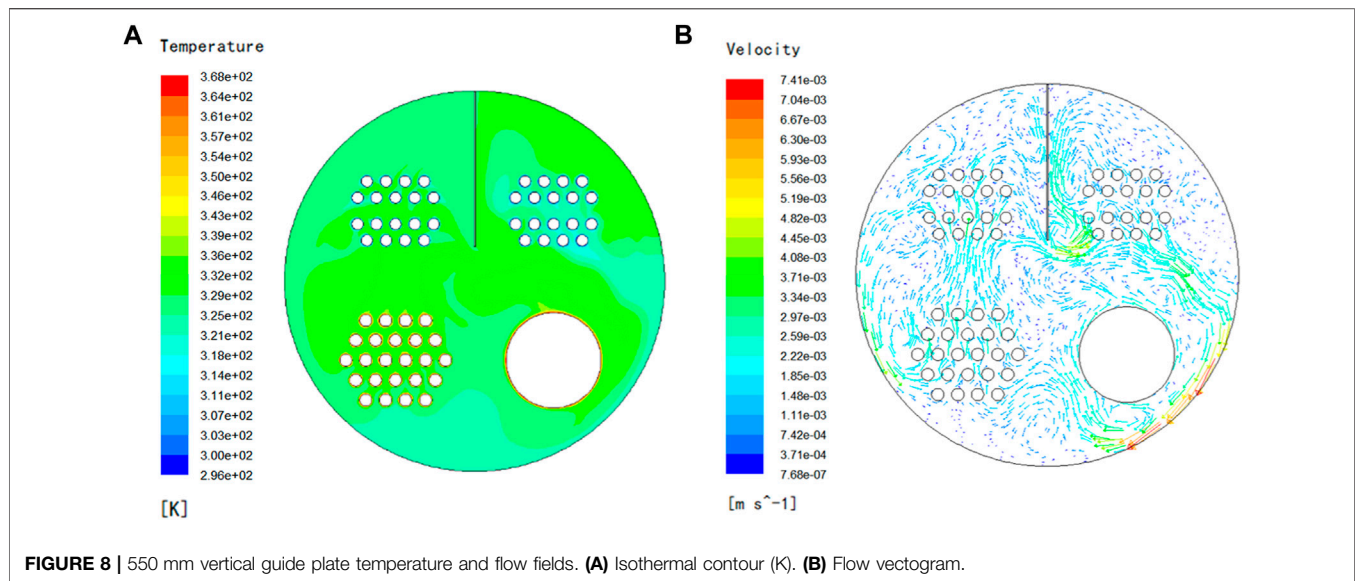 A
Temperature
3.68e+02
3.64e+02
3.61e+02
3.57e+02
3.54e+02
3.50e+02
3.46e+02
3.43e+02
3.39e+02
3.36e+02
3.32e+02
3.29e+02
3.25e+02
3.21e+02
3.18e+02
3.14e+02
3.11e+02
3.07e+02
3.03e+02
3.00e+02
2.96e+02
[K]
B
Velocity
7.41e-03
7.04e-03
6.67e-03
6.30e-03
5.93e-03
5.56e-03
5.19e-03
4.82e-03
4.45e-03
4.08e-03
3.71e-03
3.34e-03
2.97e-03
2.59e-03
2.22e-03
1.85e-03
1.48e-03
1.11e-03
7.42e-04
3.71e-04
7.68e-07
[m s^-1]
FIGURE 8 | 550 mm vertical guide plate temperature and flow fields. (A) Isothermal contour (K). (B) Flow vectogram.